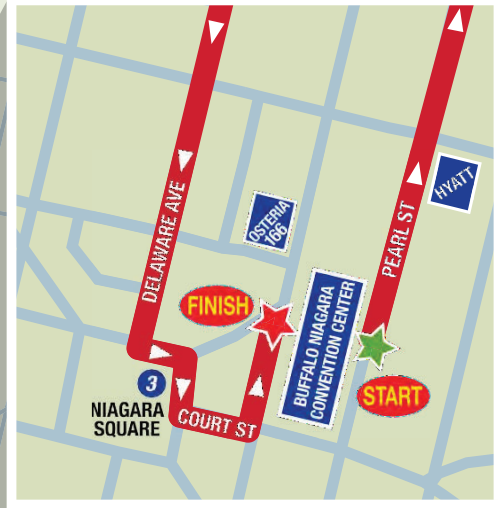 HYATT
DELAWARE AVE
OSTERIA
166
PEARL ST
FINISH
BUFFALO NIAGARA
CONVENTION CENTER
3
START
NIAGARA
SQUARE
COURT ST